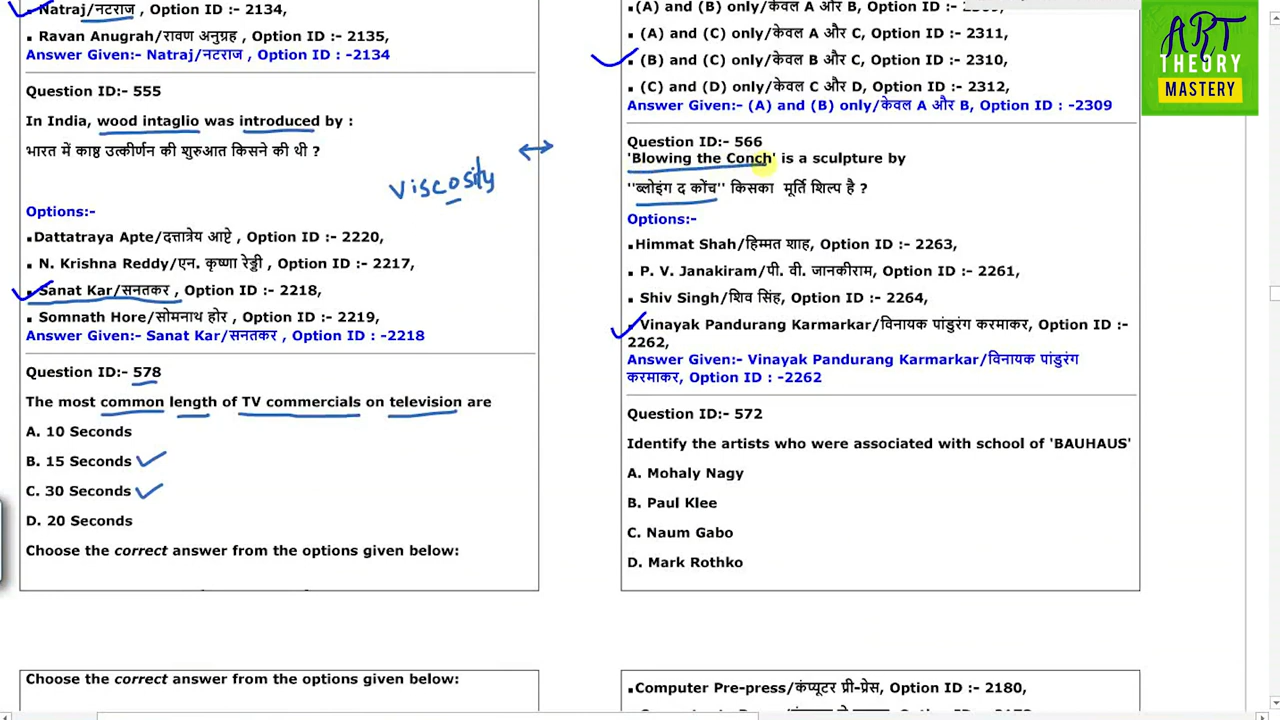 Natraj/नटराज , Option ID :- 2134,
Ravan Anugrah/रावण अनुग्रह , Option ID :- 2135,
Answer Given:- Natraj/नटराज , Option ID : -2134
Question ID:- 555
In India, wood intaglio was introduced by :
भारत में काष्ठ उत्कीर्णन की शुरुआत किसने की थी ?
viscosity
Options:-
Dattatraya Apte/दत्तात्रेय आप्टे , Option ID :- 2220,
N. Krishna Reddy/एन. कृष्णा रेड्डी , Option ID :- 2217,
Sanat Kar/सनतकर , Option ID :- 2218,
Somnath Hore/सोमनाथ होर , Option ID :- 2219,
Answer Given:- Sanat Kar/सनतकर , Option ID : -2218
Question ID:- 578
The most common length of TV commercials on television are
A. 10 Seconds
B. 15 Seconds
C. 30 Seconds
D. 20 Seconds
Choose the correct answer from the options given below:
Choose the correct answer from the options given below:
(A) and (B) only/केवल A और B, Option ID :-
(A) and (C) only/केवल A और C, Option ID :- 2311,
(B) and (C) only/केवल B और C, Option ID :- 2310,
(C) and (D) only/केवल C और D, Option ID :- 2312,
Answer Given:- (A) and (B) only/केवल A और B, Option ID : -2309
Question ID:- 566
'Blowing the Conch' is a sculpture by
''ब्लोइंग द कोंच'' किसका मूर्ति शिल्प है ?
Options:-
Himmat Shah/हिम्मत शाह, Option ID :- 2263,
P. V. Janakiram/पी. वी. जानकीराम, Option ID :- 2261,
Shiv Singh/शिव सिंह, Option ID :- 2264,
Vinayak Pandurang Karmarkar/विनायक पांडुरंग करमाकर, Option ID :-
2262,
Answer Given:- Vinayak Pandurang Karmarkar/विनायक पांडुरंग
करमाकर, Option ID : -2262
Question ID:- 572
Identify the artists who were associated with school of 'BAUHAUS'
A. Mohaly Nagy
B. Paul Klee
C. Naum Gabo
D. Mark Rothko
Computer Pre-press/कंप्यूटर प्री-प्रेस, Option ID :- 2180,
ART
THEORY
MASTERY